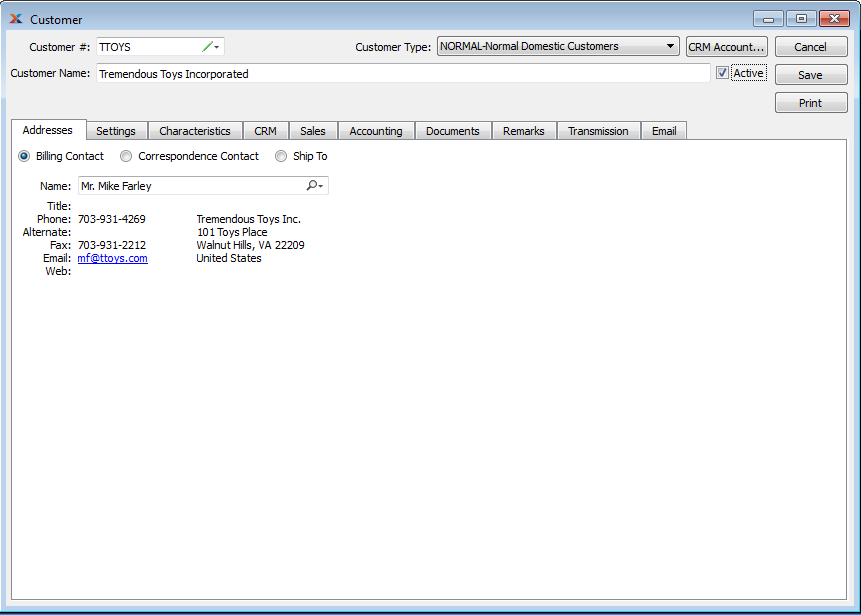 Customer
Customer #: TTOYS Customer Type: NORMAL-Normal Domestic Customers CRM Account... Cancel
Customer Name: Tremendous Toys Incorporated Active Save
Print
Addresses Settings Characteristics CRM Sales Accounting Documents Remarks Transmission Email
Billing Contact Correspondence Contact Ship To
Name: Mr. Mike Farley
Title:
Phone: 703-931-4269 Tremendous Toys Inc.
Alternate: 101 Toys Place
Fax: 703-931-2212 Walnut Hills, VA 22209
Email: mf@ttoys.com United States
Web: